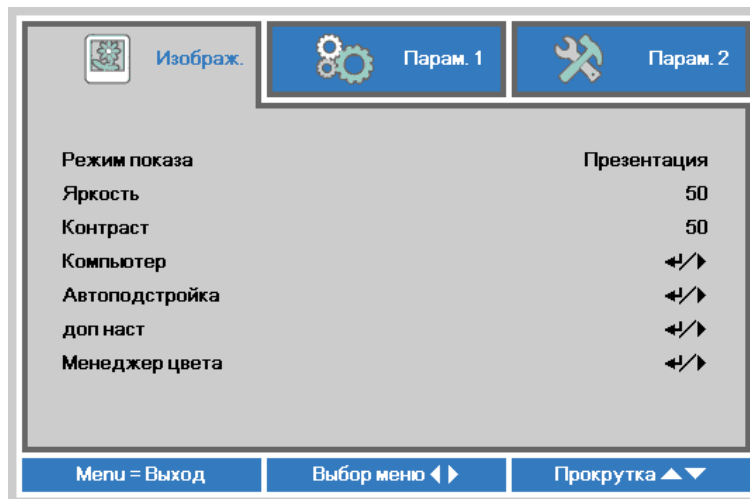 Изображ. Парам. 1 Парам. 2
Режим показа Презентация
Яркость 50
Контраст 50
Компьютер
Автоподстройка
доп наст
Менеджер цвета
Menu = Выход Выбор меню Прокрутка